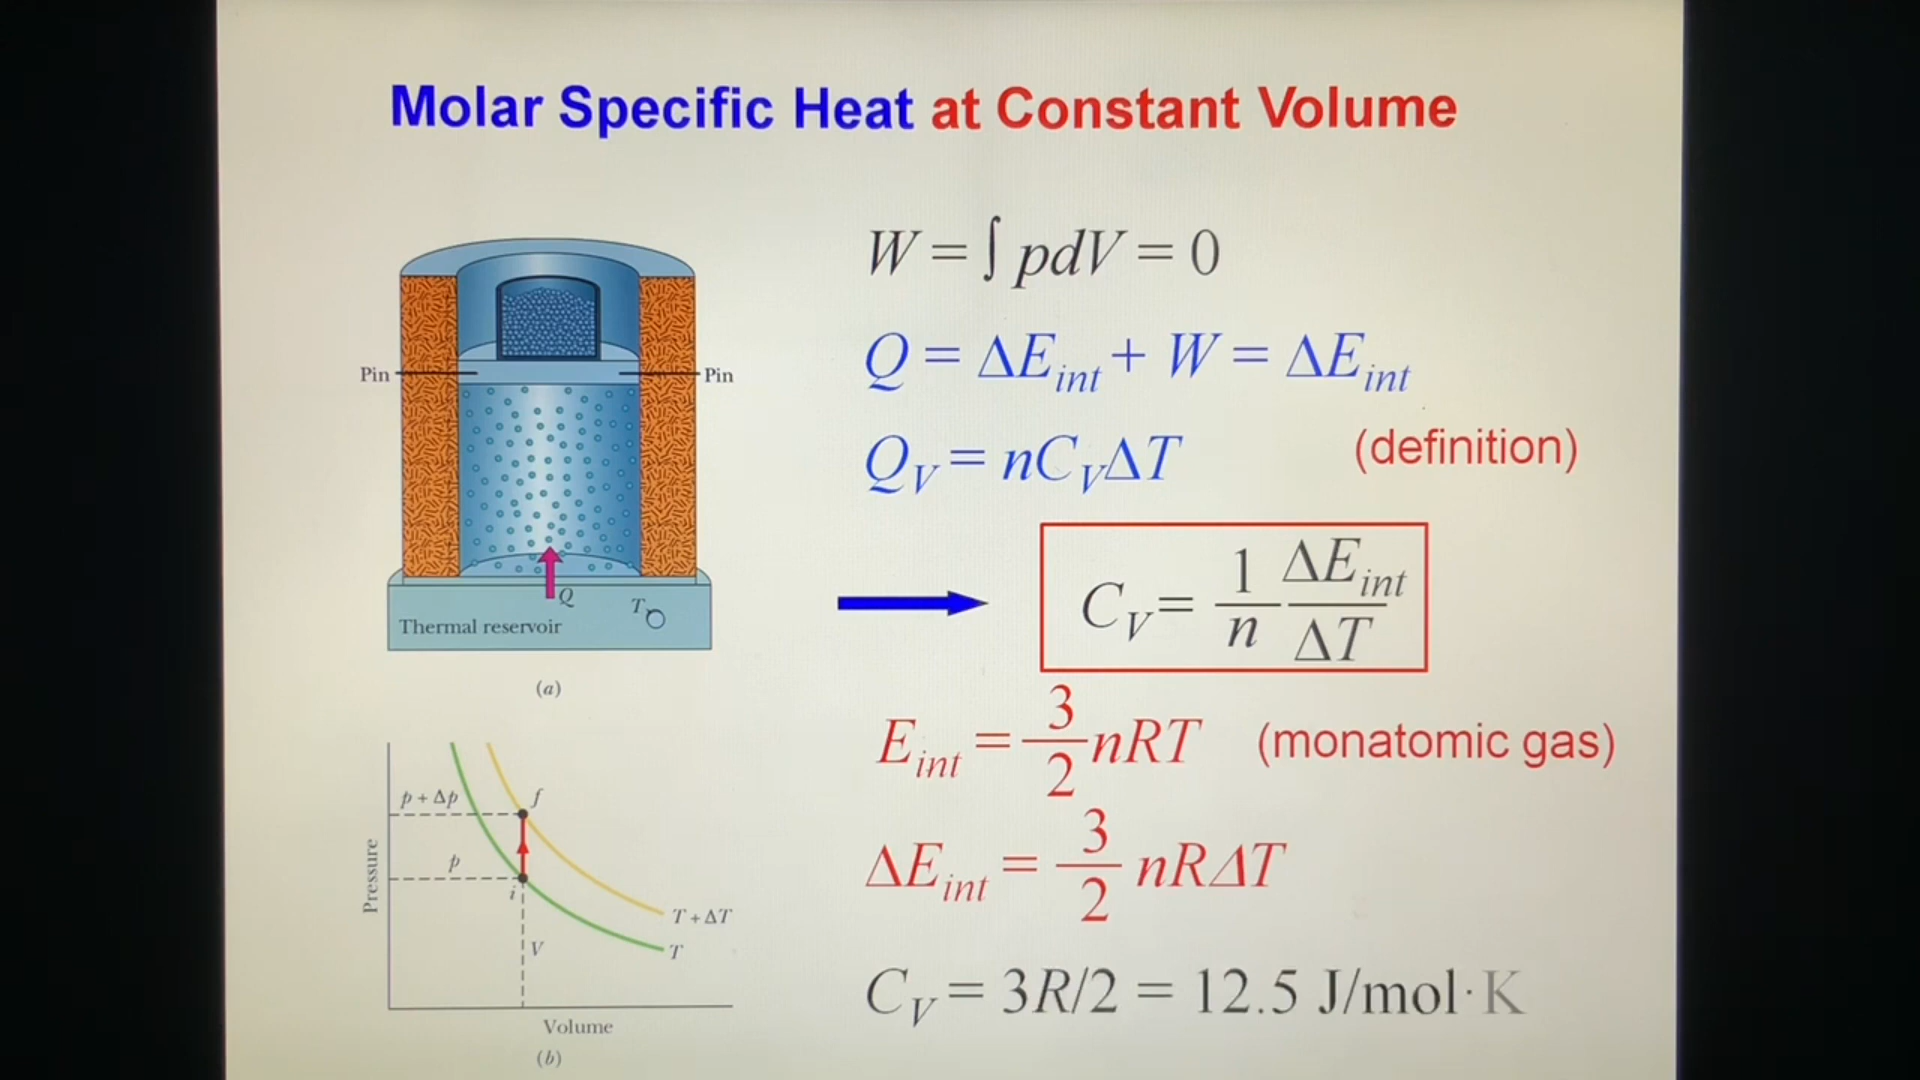 Molar Specific Heat at Constant Volume
W = ∫ pdV = 0
Q = ΔE_int + W = ΔE_int
Q_V = nC_VΔT (definition)
C_V = 1/n ΔE_int/ΔT
E_int = 3/2 nRT (monatomic gas)
ΔE_int = 3/2 nRΔT
C_V = 3R/2 = 12.5 J/mol·K
Pin
Pin
Q
T
Thermal reservoir
(a)
Pressure
p + Δp
f
p
i
T + ΔT
V
T
Volume
(b)